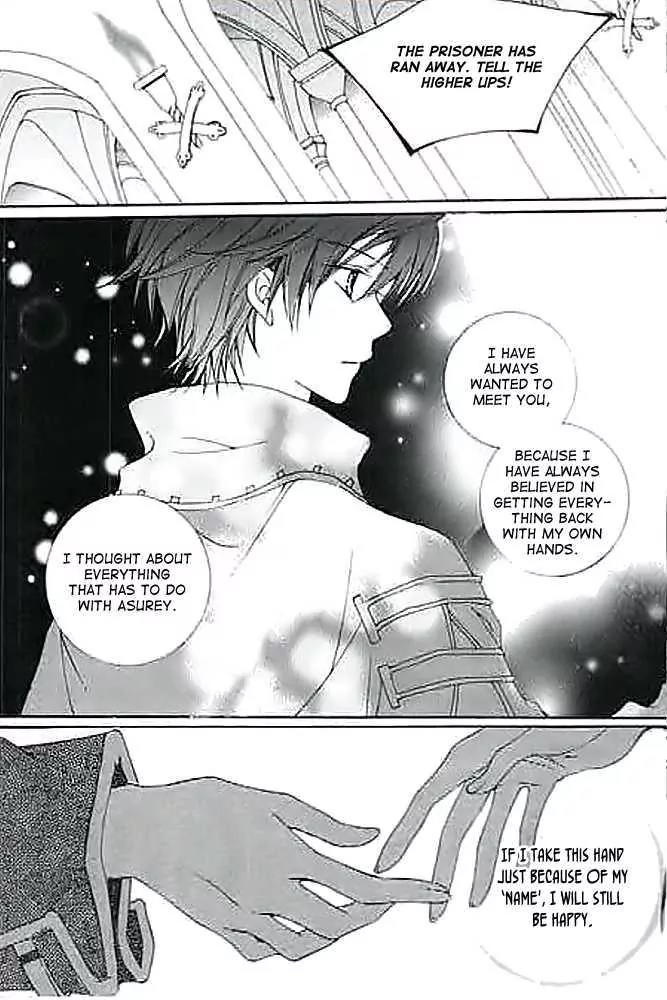 THE PRISONER HAS
RAN AWAY. TELL THE
HIGHER UPS!
I HAVE
ALWAYS
WANTED TO
MEET YOU,
BECAUSE I
HAVE ALWAYS
BELIEVED IN
GETTING EVERY-
THING BACK
WITH MY OWN
HANDS.
I THOUGHT ABOUT
EVERYTHING
THAT HAS TO DO
WITH ASUREY.
IF I TAKE THIS HAND
JUST BECAUSE OF MY
'NAME', I WILL STILL
BE HAPPY.